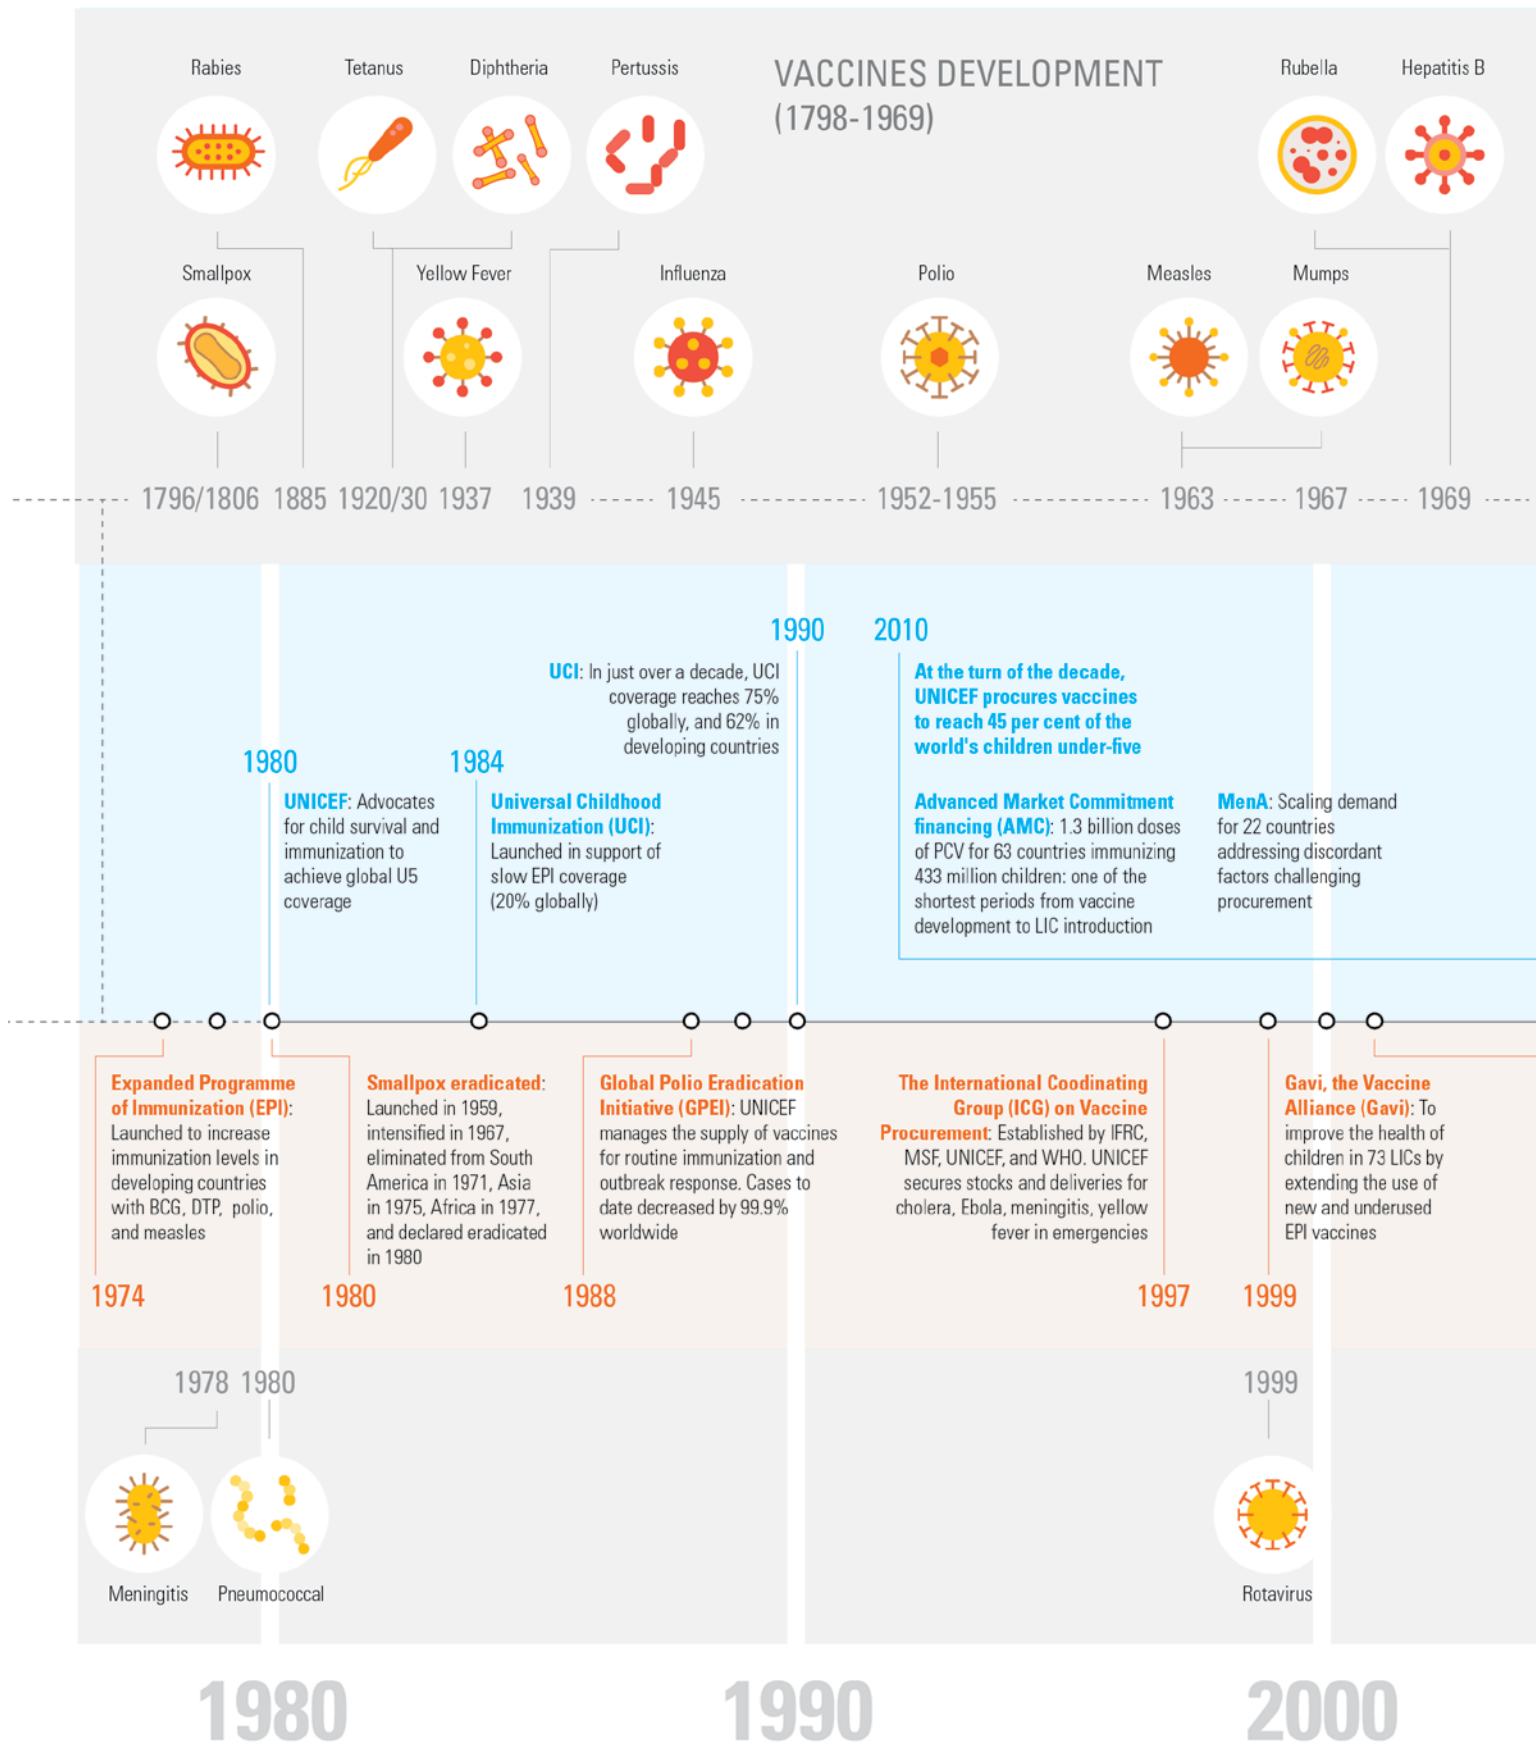 Rabies
Tetanus
Diphtheria
Pertussis
VACCINES DEVELOPMENT
(1798-1969)
Rubella
Hepatitis B
Smallpox
Yellow Fever
Influenza
Polio
Measles
Mumps
1796/1806
1885
1920/30
1937
1939
1945
1952-1955
1963
1967
1969
1990
UCI: In just over a decade, UCI
coverage reaches 75%
globally, and 62% in
developing countries
2010
At the turn of the decade,
UNICEF procures vaccines
to reach 45 per cent of the
world's children under-five
1980
UNICEF: Advocates
for child survival and
immunization to
achieve global U5
coverage
1984
Universal Childhood
Immunization (UCI):
Launched in support of
slow EPI coverage
(20% globally)
Advanced Market Commitment
financing (AMC): 1.3 billion doses
of PCV for 63 countries immunizing
433 million children: one of the
shortest periods from vaccine
development to LIC introduction
MenA: Scaling demand
for 22 countries
addressing discordant
factors challenging
procurement
Expanded Programme
of Immunization (EPI):
Launched to increase
immunization levels in
developing countries
with BCG, DTP, polio,
and measles
1974
Smallpox eradicated:
Launched in 1959,
intensified in 1967,
eliminated from South
America in 1971, Asia
in 1975, Africa in 1977,
and declared eradicated
in 1980
1980
Global Polio Eradication
Initiative (GPEI): UNICEF
manages the supply of vaccines
for routine immunization and
outbreak response. Cases to
date decreased by 99.9%
worldwide
1988
The International Coodinating
Group (ICG) on Vaccine
Procurement: Established by IFRC,
MSF, UNICEF, and WHO. UNICEF
secures stocks and deliveries for
cholera, Ebola, meningitis, yellow
fever in emergencies
1997
Gavi, the Vaccine
Alliance (Gavi): To
improve the health of
children in 73 LICs by
extending the use of
new and underused
EPI vaccines
1999
1978
1980
1999
Meningitis
Pneumococcal
Rotavirus
1980
1990
2000